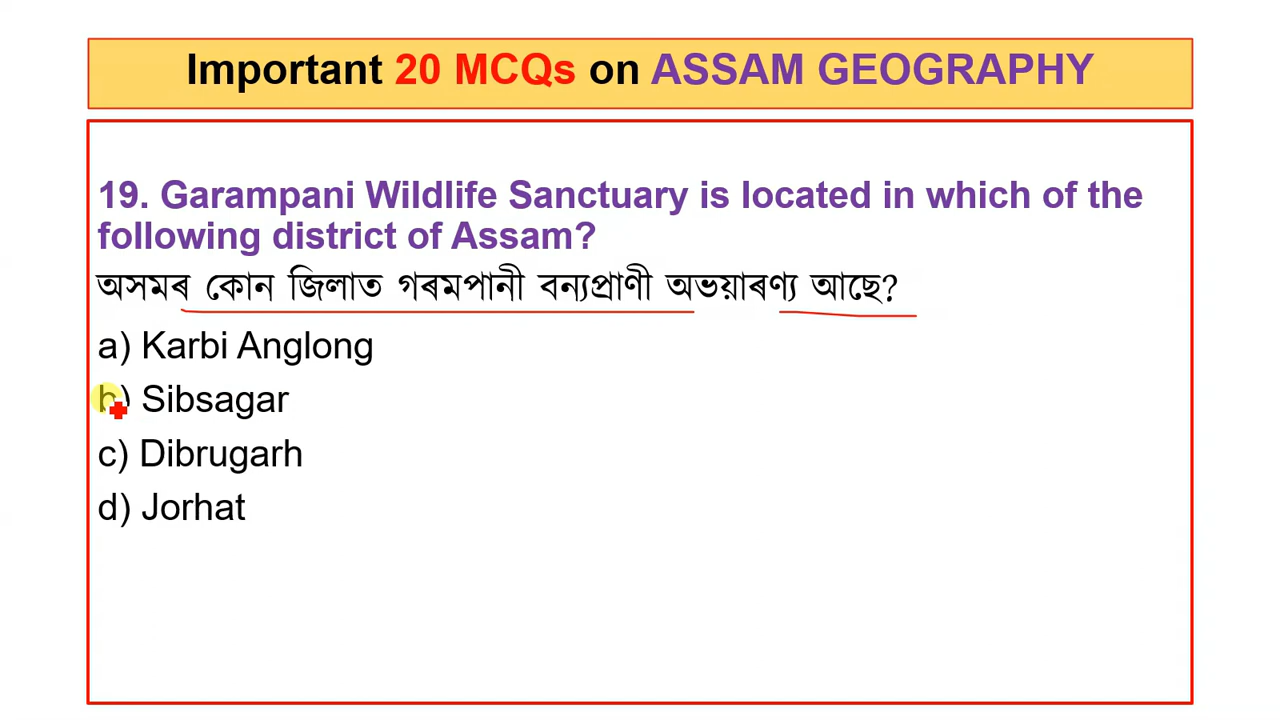 Important 20 MCQs on ASSAM GEOGRAPHY
19. Garampani Wildlife Sanctuary is located in which of the
following district of Assam?
অসমৰ কোন জিলাত গৰমপানী বন্যপ্ৰাণী অভয়াৰণ্য আছে?
a) Karbi Anglong
b) Sibsagar
c) Dibrugarh
d) Jorhat